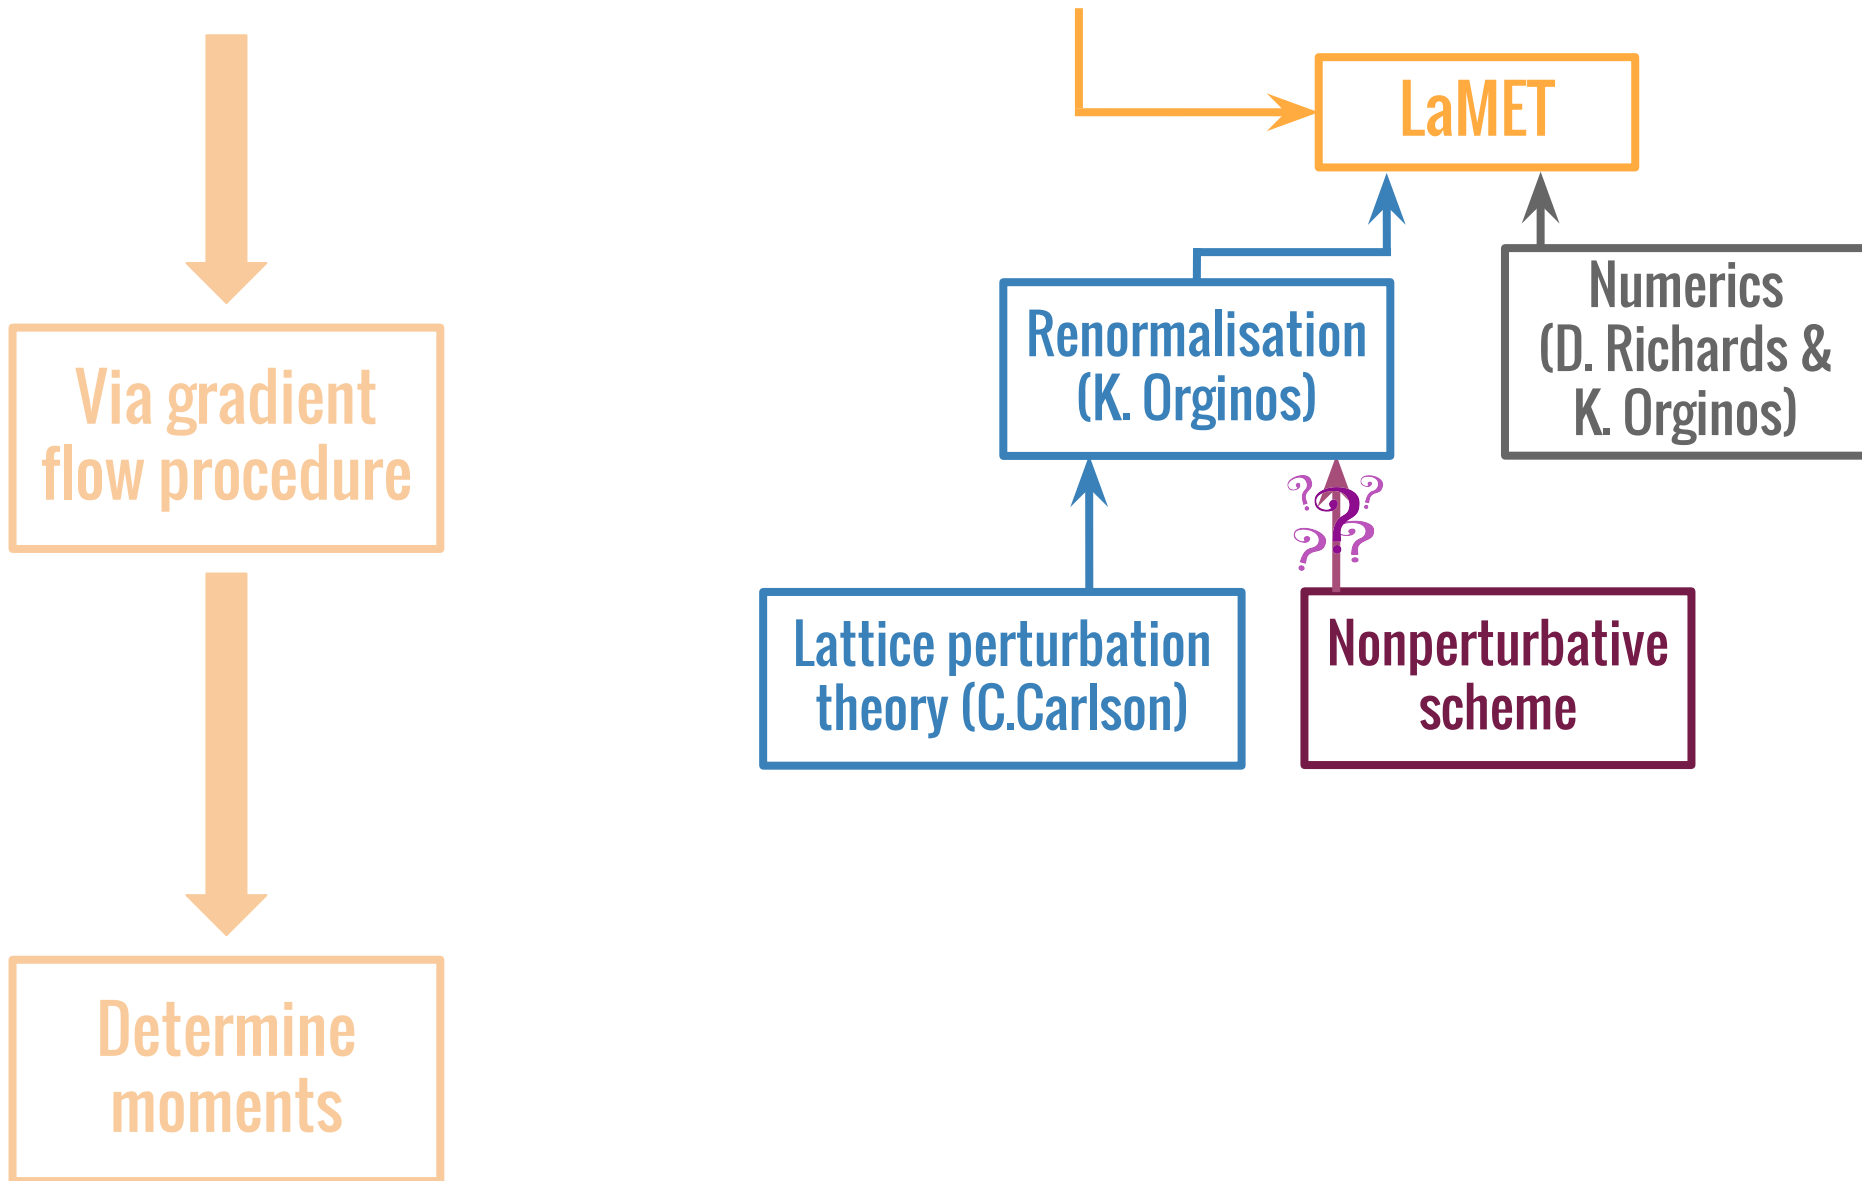 LaMET
Numerics
(D. Richards &
K. Orginos)
Renormalisation
(K. Orginos)
Via gradient
flow procedure
? ? ?
? ?
Lattice perturbation
theory (C.Carlson)
Nonperturbative
scheme
Determine
moments